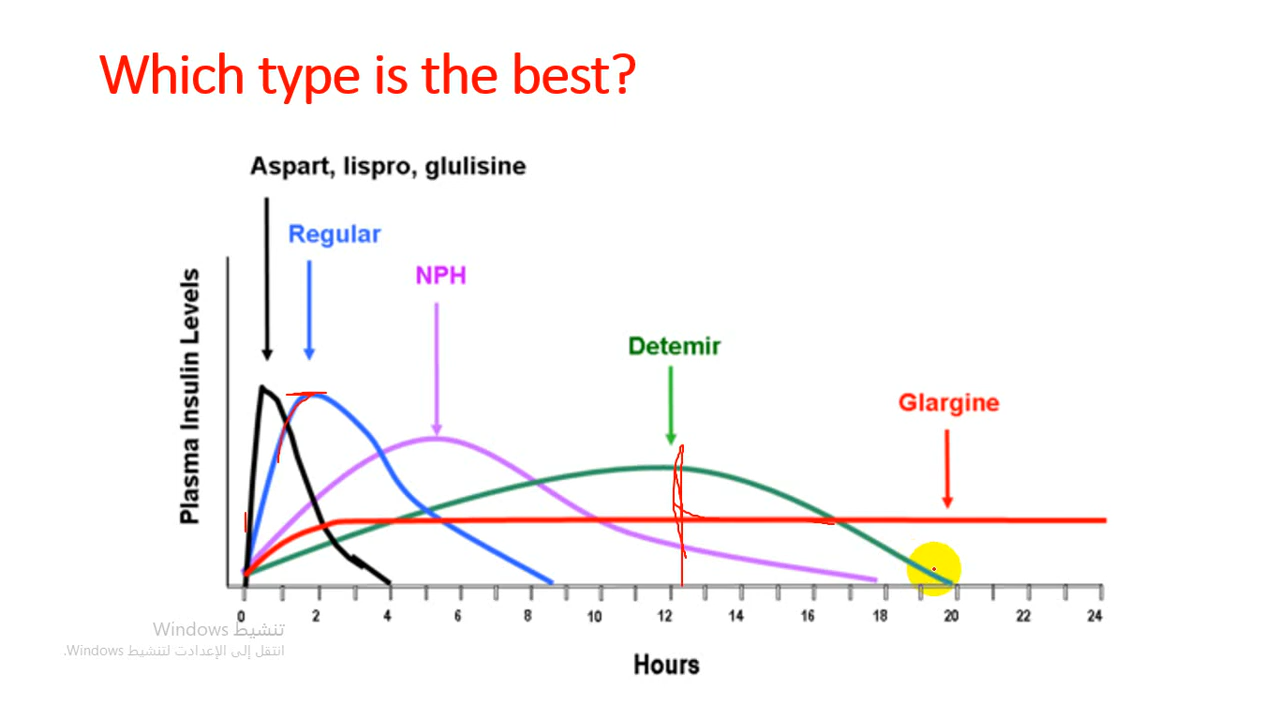 Which type is the best?
Aspart, lispro, glulisine
Regular
NPH
Detemir
Glargine
Plasma Insulin Levels
0 2 4 6 8 10 12 14 16 18 20 22 24
Hours
تنشيط Windows
انتقل إلى الإعدادات لتنشيط Windows.